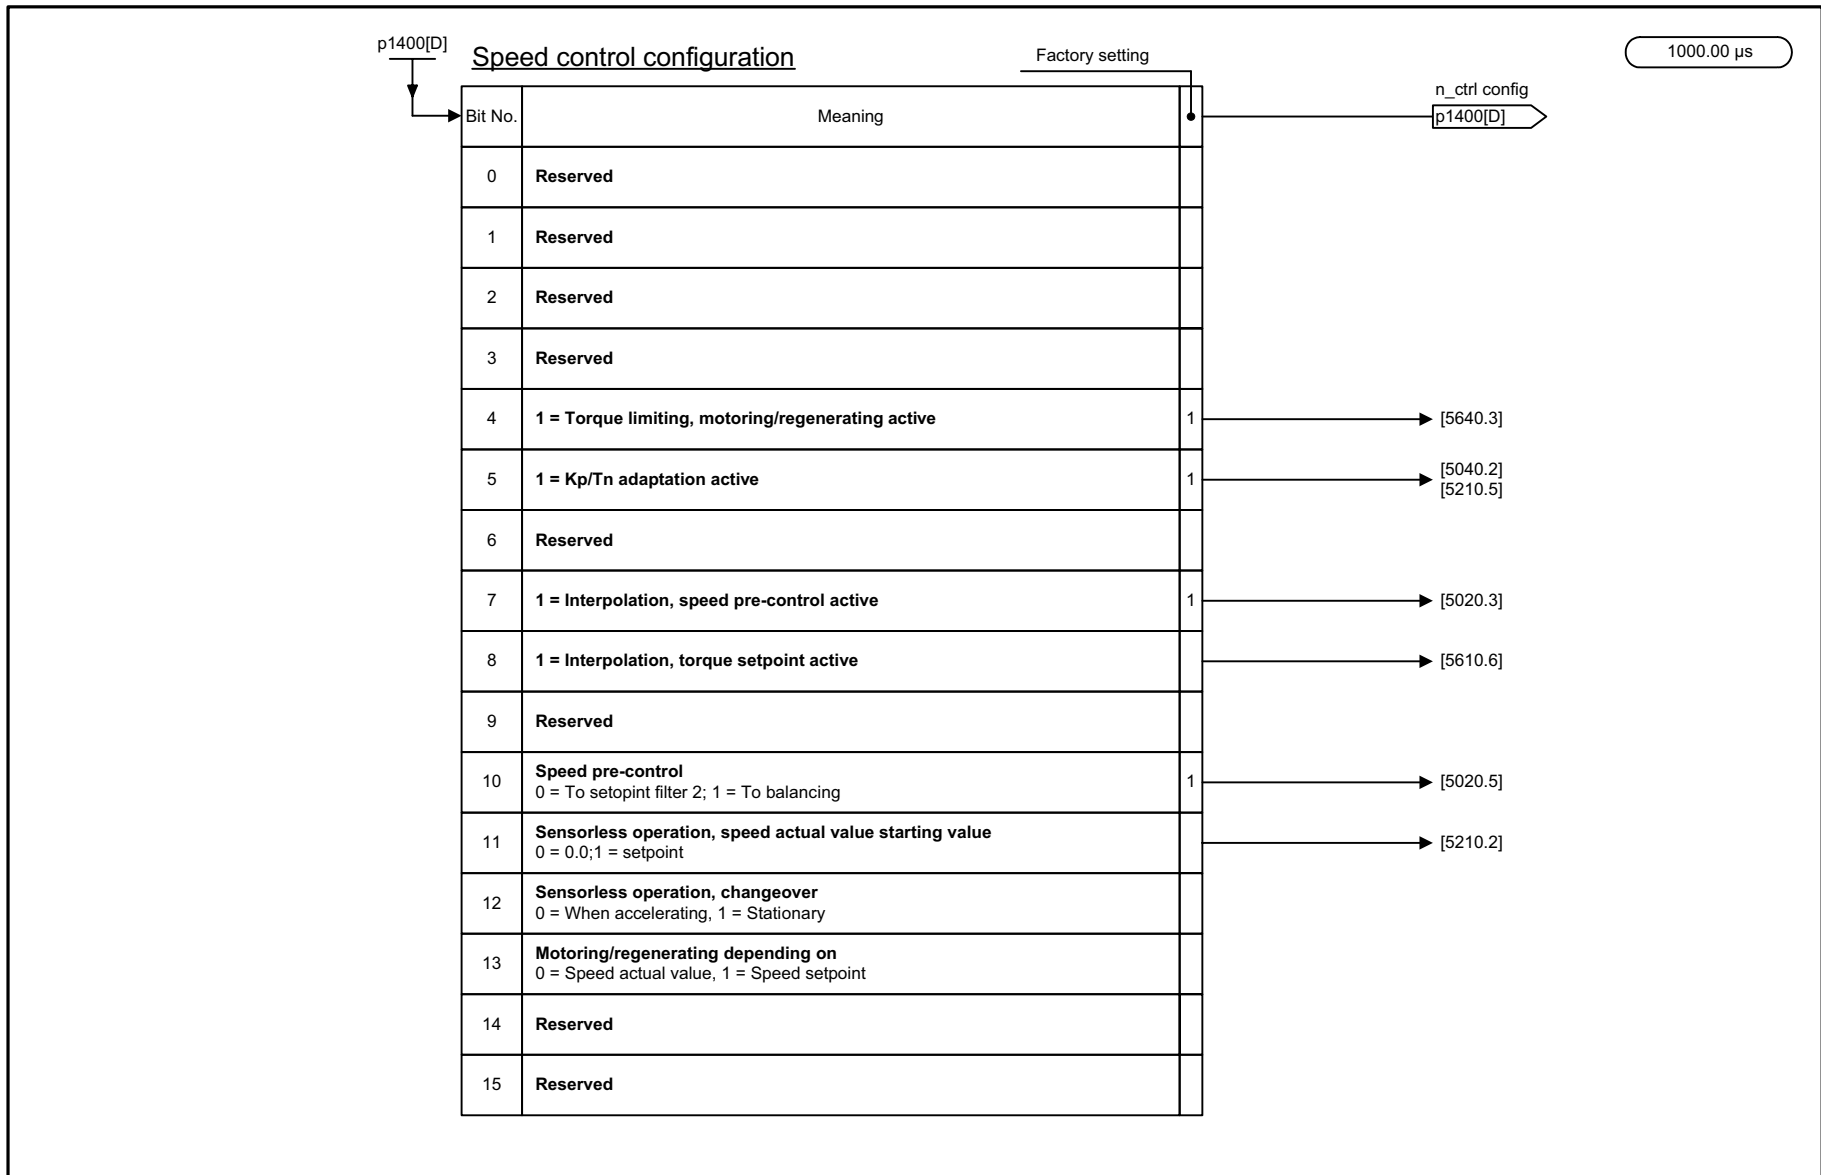 p1400[D]
Speed control configuration
Factory setting
1000.00 µs
n_ctrl config
p1400[D]
Bit No. Meaning
0 Reserved
1 Reserved
2 Reserved
3 Reserved
4 1 = Torque limiting, motoring/regenerating active 1 [5640.3]
5 1 = Kp/Tn adaptation active 1 [5040.2]
[5210.5]
6 Reserved
7 1 = Interpolation, speed pre-control active 1 [5020.3]
8 1 = Interpolation, torque setpoint active [5610.6]
9 Reserved
10 Speed pre-control
0 = To setopint filter 2; 1 = To balancing 1 [5020.5]
11 Sensorless operation, speed actual value starting value
0 = 0.0;1 = setpoint [5210.2]
12 Sensorless operation, changeover
0 = When accelerating, 1 = Stationary
13 Motoring/regenerating depending on
0 = Speed actual value, 1 = Speed setpoint
14 Reserved
15 Reserved